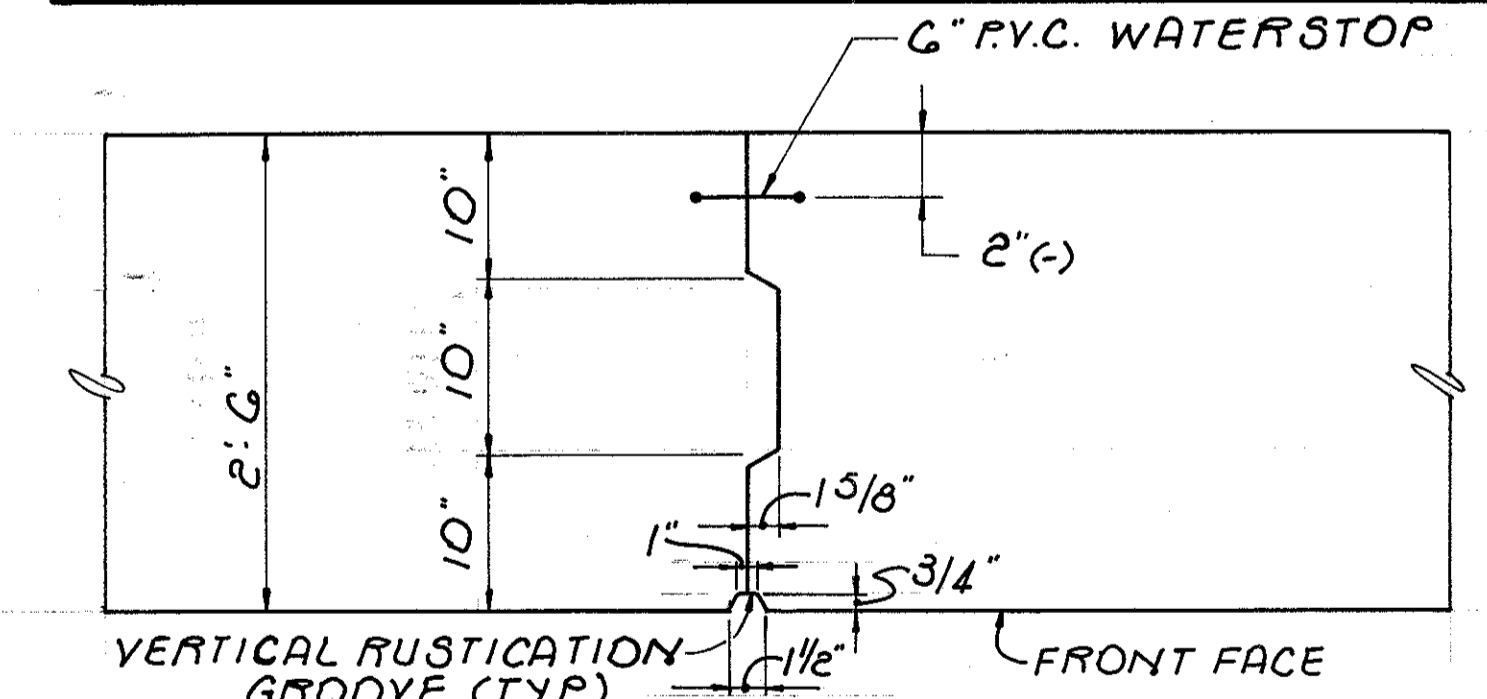 6" P.V.C. WATERSTOP
10"
2"(-)
10"
2'-6"
1 5/8"
10"
1"
3/4"
VERTICAL RUSTICATION
1 1/2"
FRONT FACE
GROOVE (TYP)